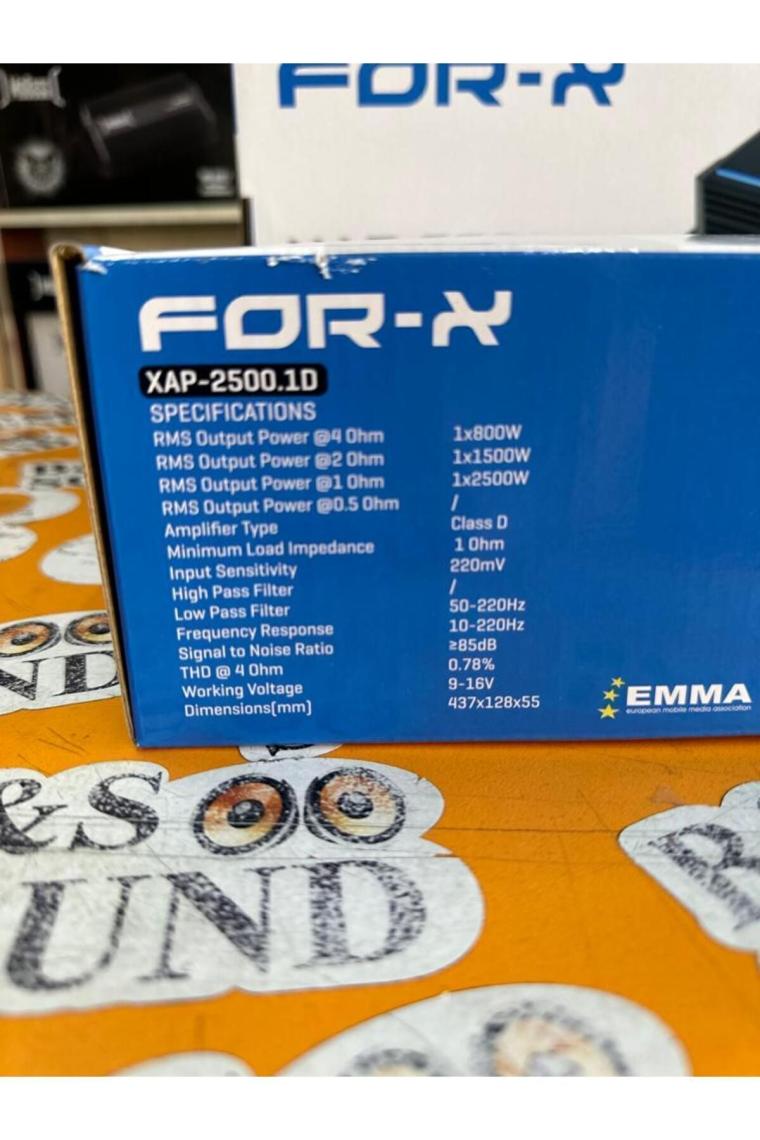 FOR-X
FOR-X
XAP-2500.1D
SPECIFICATIONS
RMS Output Power @4 Ohm 1x800W
RMS Output Power @2 Ohm 1x1500W
RMS Output Power @1 Ohm 1x2500W
RMS Output Power @0.5 Ohm /
Amplifier Type Class D
Minimum Load Impedance 1 Ohm
Input Sensitivity 220mV
High Pass Filter /
Low Pass Filter 50-220Hz
Frequency Response 10-220Hz
Signal to Noise Ratio ≥85dB
THD @ 4 Ohm 0.78%
Working Voltage 9-16V
Dimensions(mm) 437x128x55
EMMA
european mobile media association
ND
&S
UND